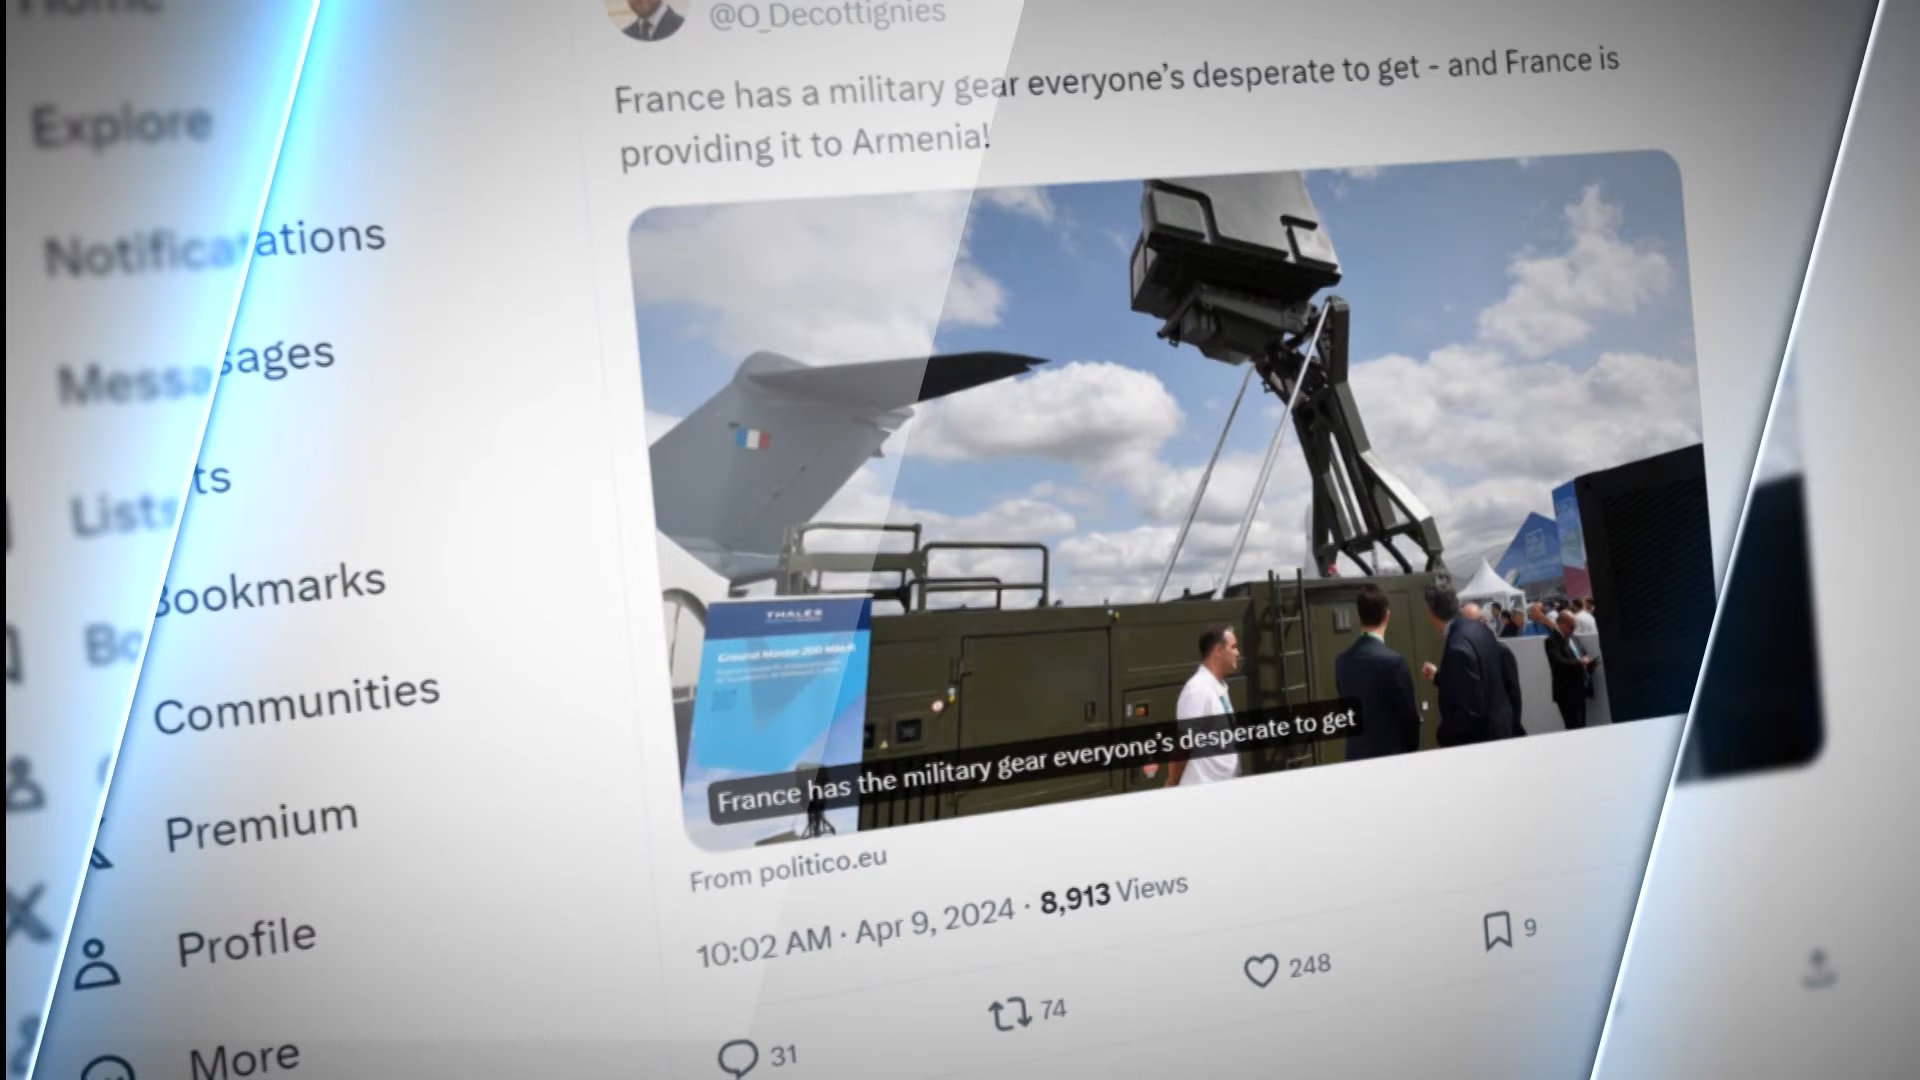 Home
@O_Decottignies
Explore
France has a military gear everyone's desperate to get - and France is
providing it to Armenia!
Notifications
Messages
Lists
Bookmarks
Communities
Premium
Profile
More
THALES
Ground Master 200
France has the military gear everyone's desperate to get
From politico.eu
10:02 AM · Apr 9, 2024 · 8,913 Views
31
74
248
9